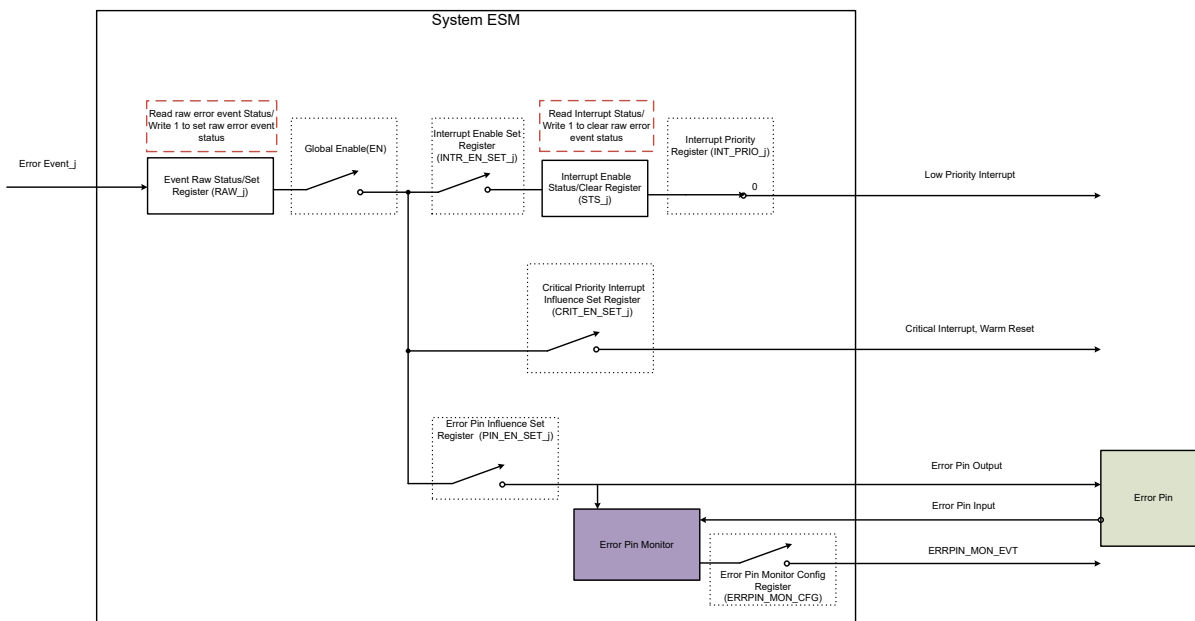 System ESM
Read raw error event Status/
Write 1 to set raw error event
status
Read Interrupt Status/
Write 1 to clear raw error
event status
Global Enable(EN)
Interrupt Enable Set
Register
(INTR_EN_SET_j)
Interrupt Priority
Register (INT_PRIO_j)
Error Event_j
Event Raw Status/Set
Register (RAW_j)
Interrupt Enable
Status/Clear Register
(STS_j)
0
Low Priority Interrupt
Critical Priority Interrupt
Influence Set Register
(CRIT_EN_SET_j)
Critical Interrupt, Warm Reset
Error Pin Influence Set
Register (PIN_EN_SET_j)
Error Pin Output
Error Pin
Error Pin Input
Error Pin Monitor
ERRPIN_MON_EVT
Error Pin Monitor Config
Register
(ERRPIN_MON_CFG)